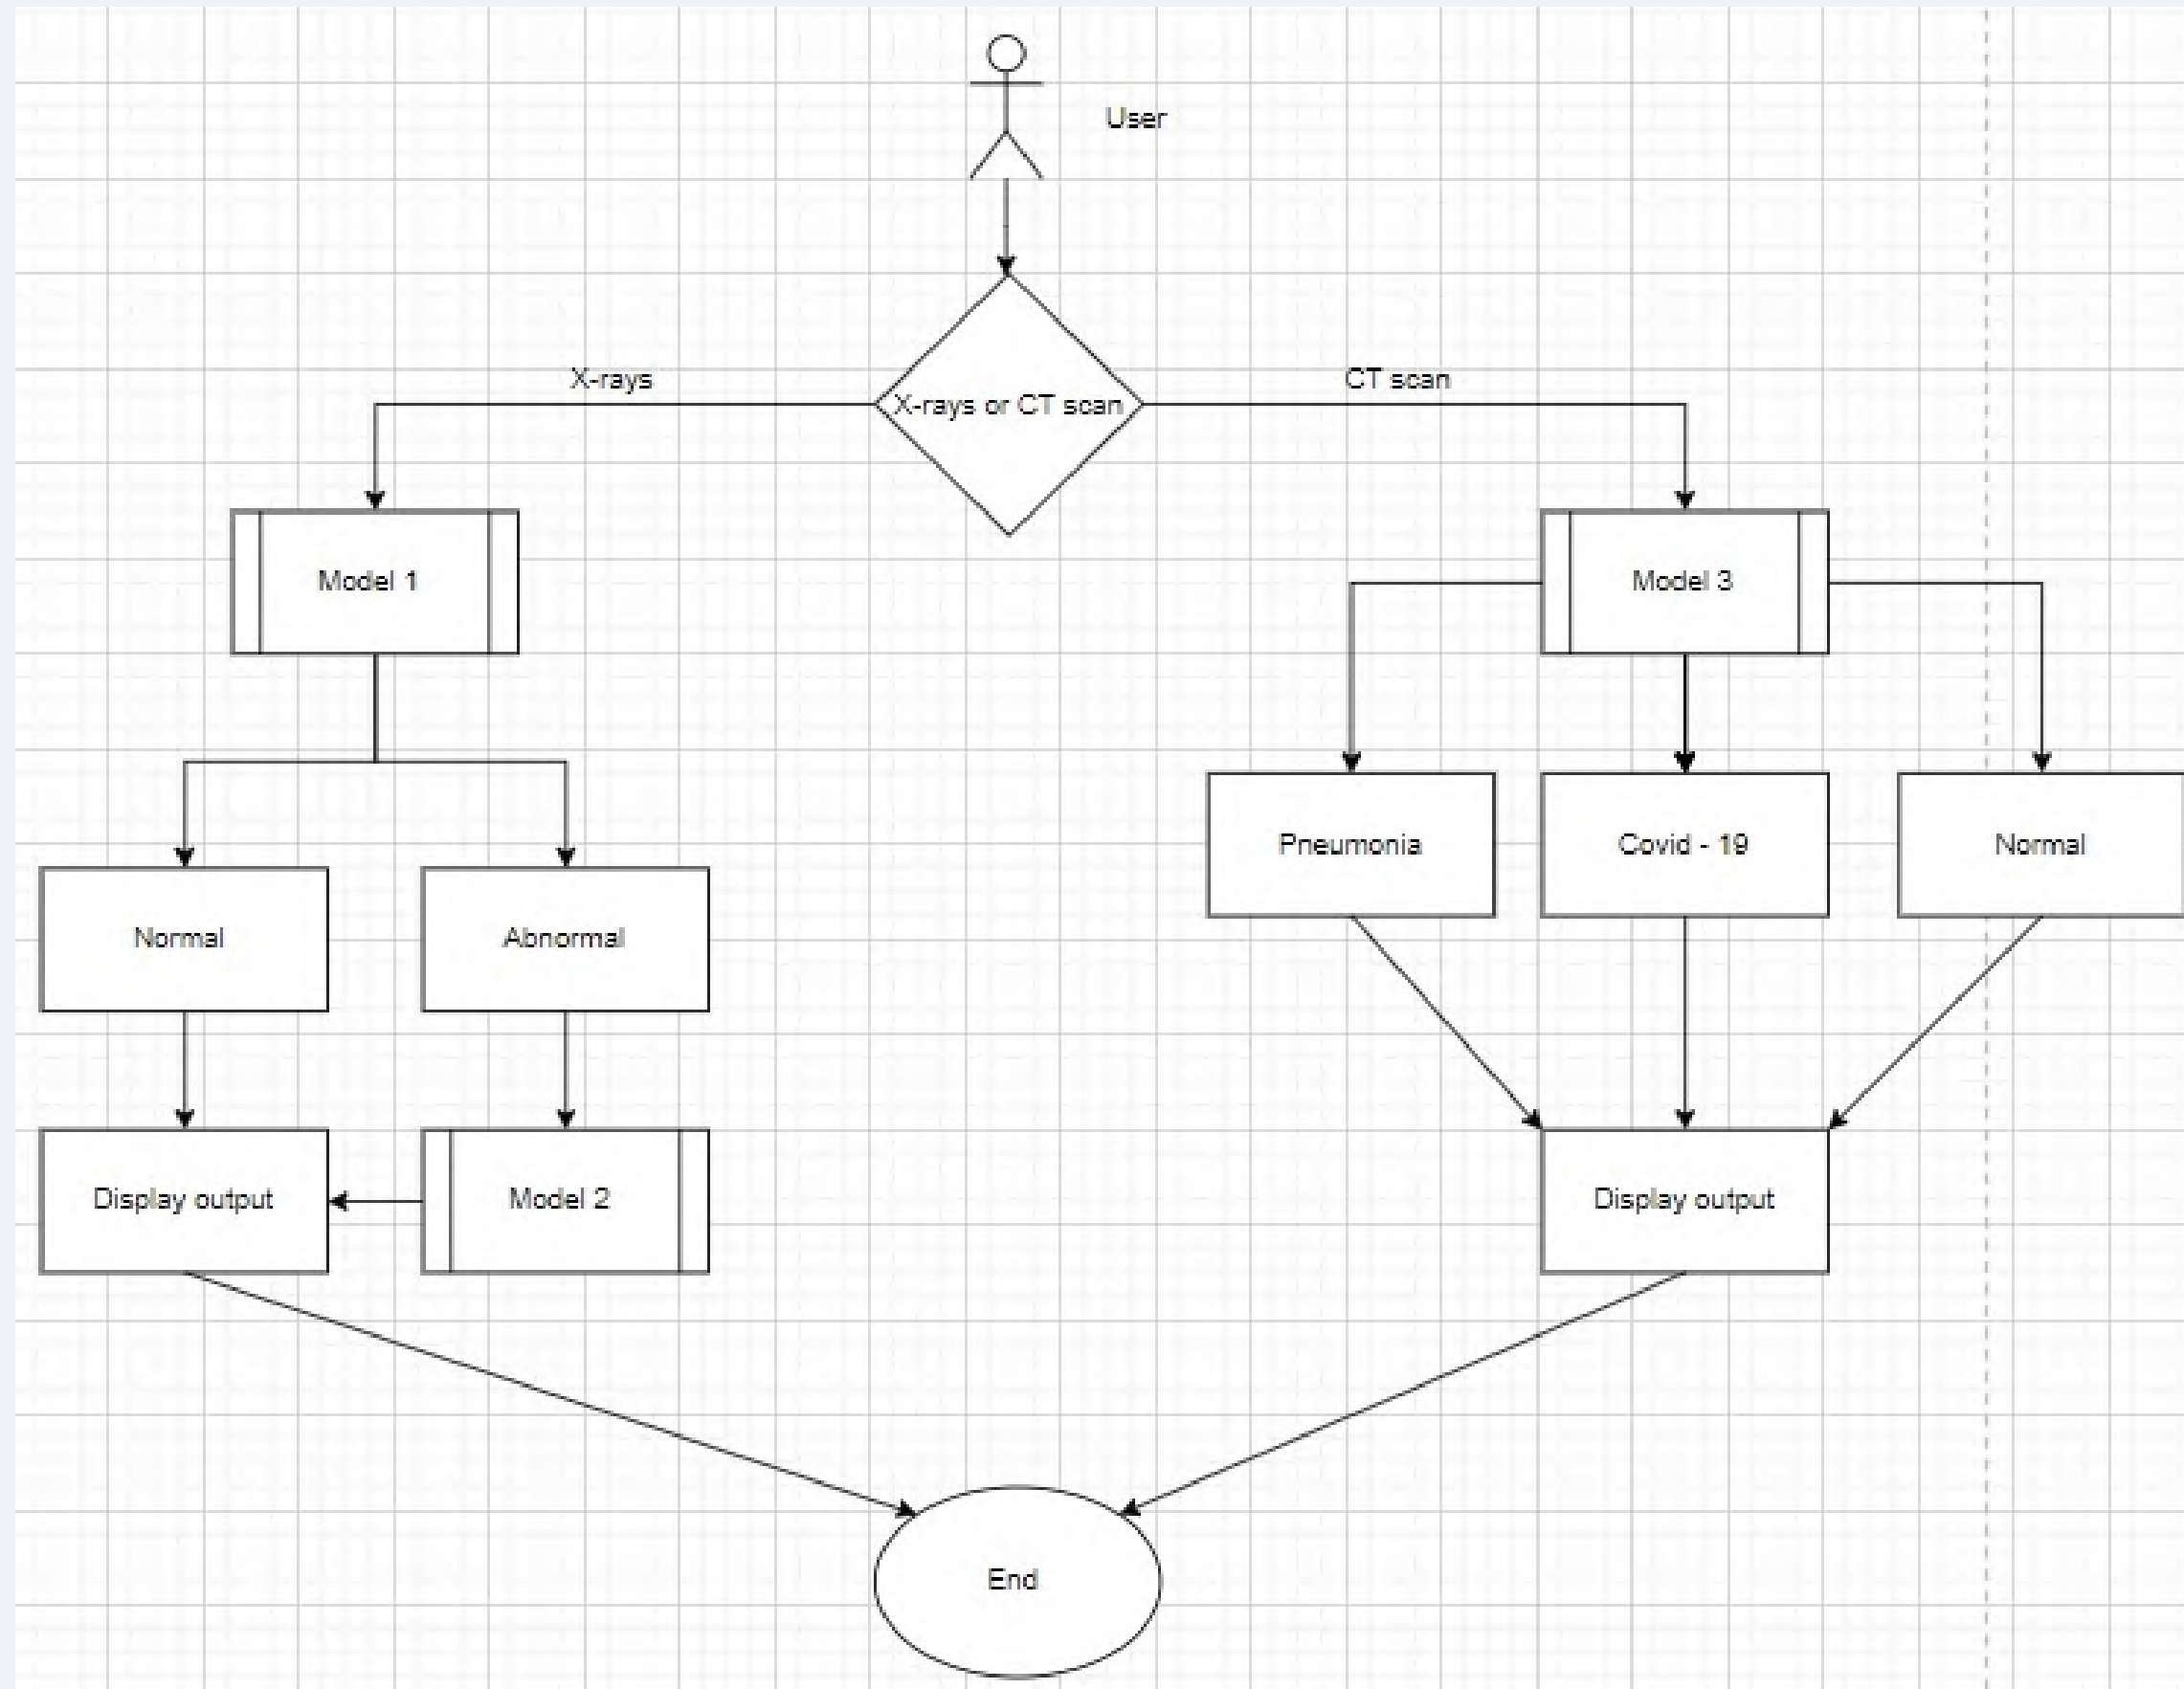 User
X-rays
X-rays or CT scan
CT scan
Model 1
Model 3
Pneumonia
Covid - 19
Normal
Normal
Abnormal
Display output
Model 2
Display output
End